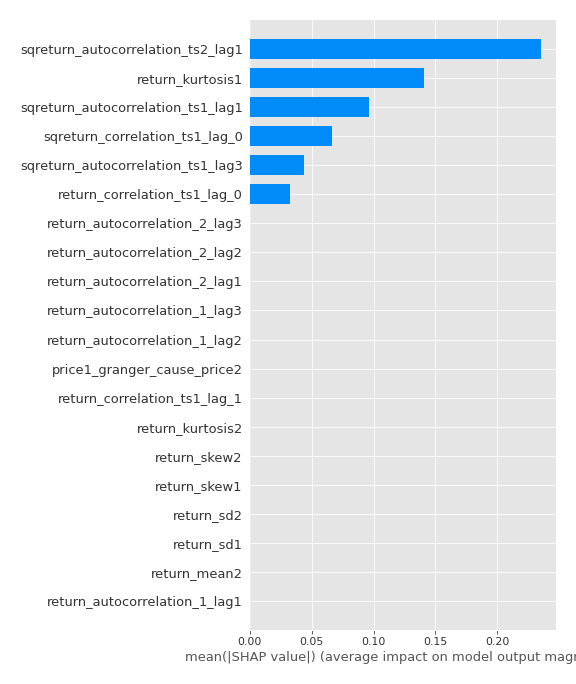 sqreturn_autocorrelation_ts2_lag1
return_kurtosis1
sqreturn_autocorrelation_ts1_lag1
sqreturn_correlation_ts1_lag_0
sqreturn_autocorrelation_ts1_lag3
return_correlation_ts1_lag_0
return_autocorrelation_2_lag3
return_autocorrelation_2_lag2
return_autocorrelation_2_lag1
return_autocorrelation_1_lag3
return_autocorrelation_1_lag2
price1_granger_cause_price2
return_correlation_ts1_lag_1
return_kurtosis2
return_skew2
return_skew1
return_sd2
return_sd1
return_mean2
return_autocorrelation_1_lag1
0.00 0.05 0.10 0.15 0.20
mean(|SHAP value|) (average impact on model output magn